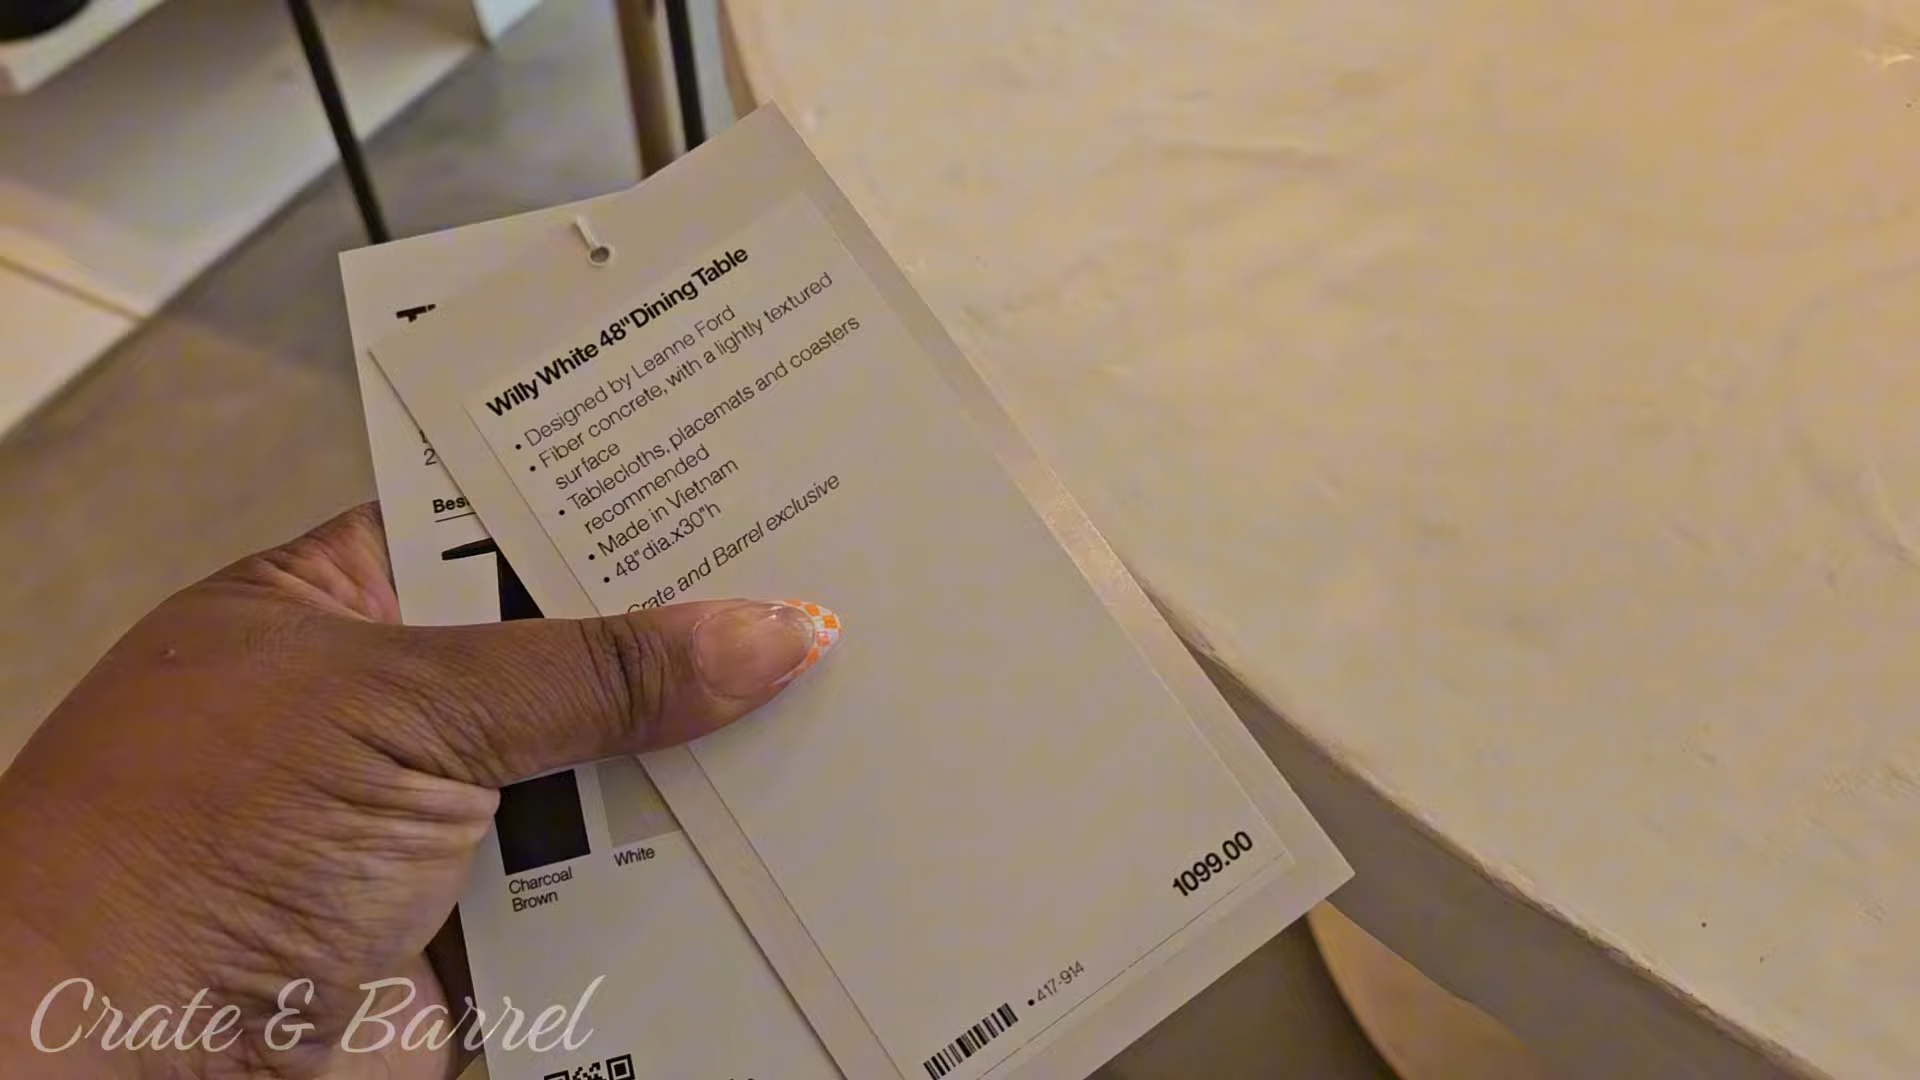 Willy White 48" Dining Table
• Designed by Leanne Ford
• Fiber concrete, with a lightly textured
surface
• Tablecloths, placemats and coasters
recommended
• Made in Vietnam
• 48"dia.x30"h
Crate and Barrel exclusive
1099.00
• 417-914
2
Charcoal
Brown
White
Crate & Barrel